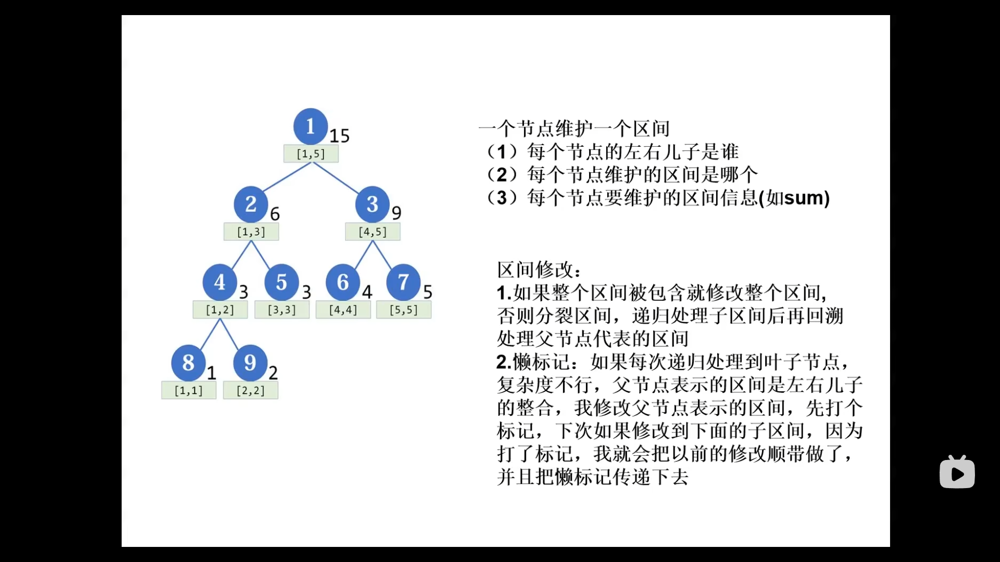 1
15
[1,5]
2
6
[1,3]
3
9
[4,5]
4
3
[1,2]
5
3
[3,3]
6
4
[4,4]
7
5
[5,5]
8
1
[1,1]
9
2
[2,2]
一个节点维护一个区间
（1）每个节点的左右儿子是谁
（2）每个节点维护的区间是哪个
（3）每个节点要维护的区间信息(如sum)
区间修改：
1.如果整个区间被包含就修改整个区间,
否则分裂区间，递归处理子区间后再回溯
处理父节点代表的区间
2.懒标记：如果每次递归处理到叶子节点，
复杂度不行，父节点表示的区间是左右儿子
的整合，我修改父节点表示的区间，先打个
标记，下次如果修改到下面的子区间，因为
打了标记，我就会把以前的修改顺带做了，
并且把懒标记传递下去